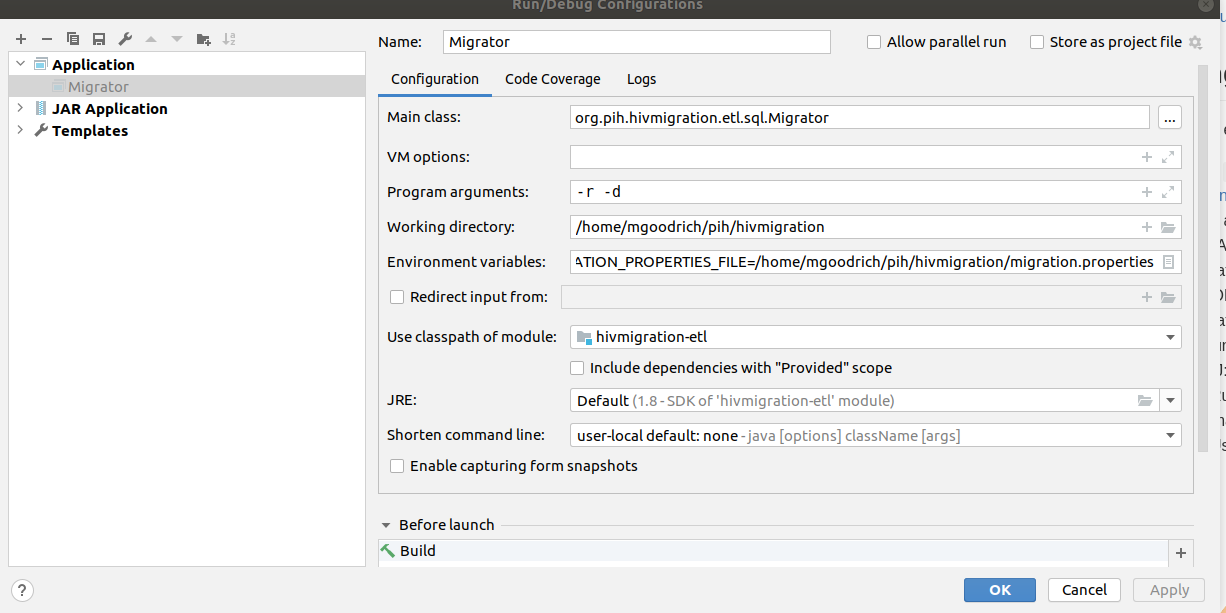 Run/Debug Configurations
Name: Migrator Allow parallel run Store as project file
Application
Migrator
JAR Application
Templates
Configuration Code Coverage Logs
Main class: org.pih.hivmigration.etl.sql.Migrator ...
VM options:
Program arguments: -r -d
Working directory: /home/mgoodrich/pih/hivmigration
Environment variables: ATION_PROPERTIES_FILE=/home/mgoodrich/pih/hivmigration/migration.properties
Redirect input from:
Use classpath of module: hivmigration-etl
Include dependencies with "Provided" scope
JRE: Default (1.8 - SDK of 'hivmigration-etl' module)
Shorten command line: user-local default: none - java [options] className [args]
Enable capturing form snapshots
Before launch
Build
? OK Cancel Apply